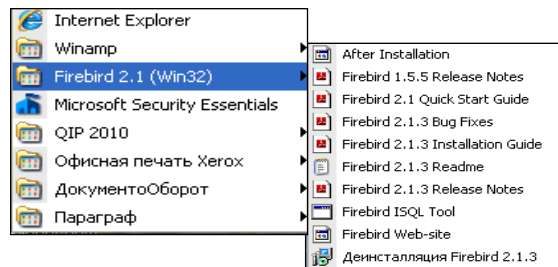 Internet Explorer
Winamp
Firebird 2.1 (Win32)
Microsoft Security Essentials
QIP 2010
Офисная печать Xerox
ДокументоОборот
Параграф
After Installation
Firebird 1.5.5 Release Notes
Firebird 2.1 Quick Start Guide
Firebird 2.1.3 Bug Fixes
Firebird 2.1.3 Installation Guide
Firebird 2.1.3 Readme
Firebird 2.1.3 Release Notes
Firebird ISQL Tool
Firebird Web-site
Деинсталляция Firebird 2.1.3